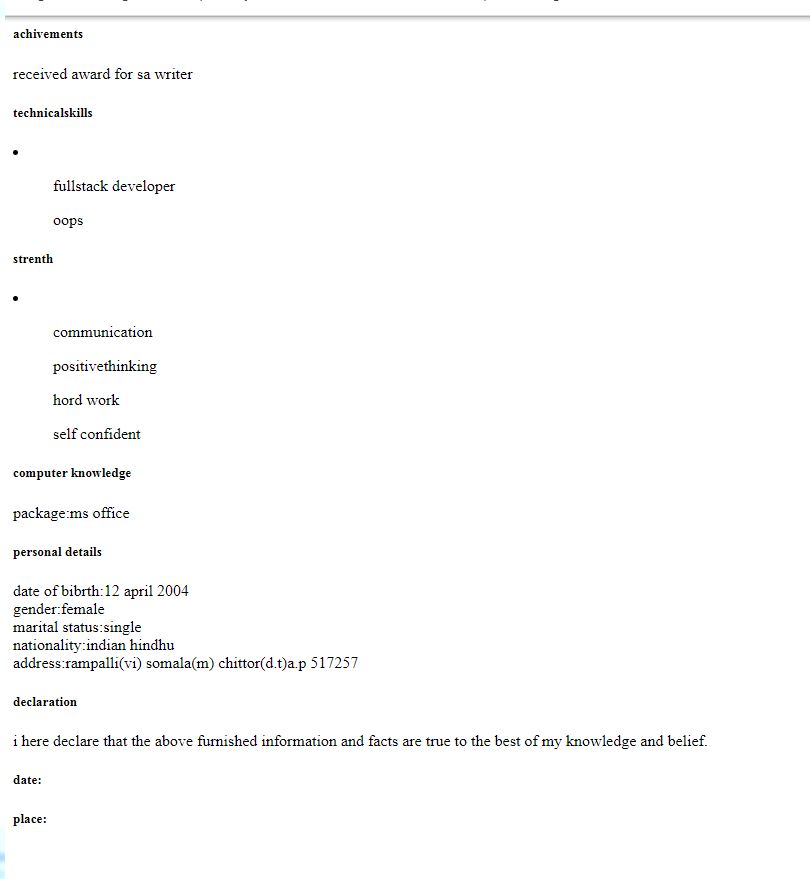 achivements
received award for sa writer
technicalskills
fullstack developer
oops
strenth
communication
positivethinking
hord work
self confident
computer knowledge
package:ms office
personal details
date of bibrth:12 april 2004
gender:female
marital status:single
nationality:indian hindhu
address:rampalli(vi) somala(m) chittor(d.t)a.p 517257
declaration
i here declare that the above furnished information and facts are true to the best of my knowledge and belief.
date:
place: